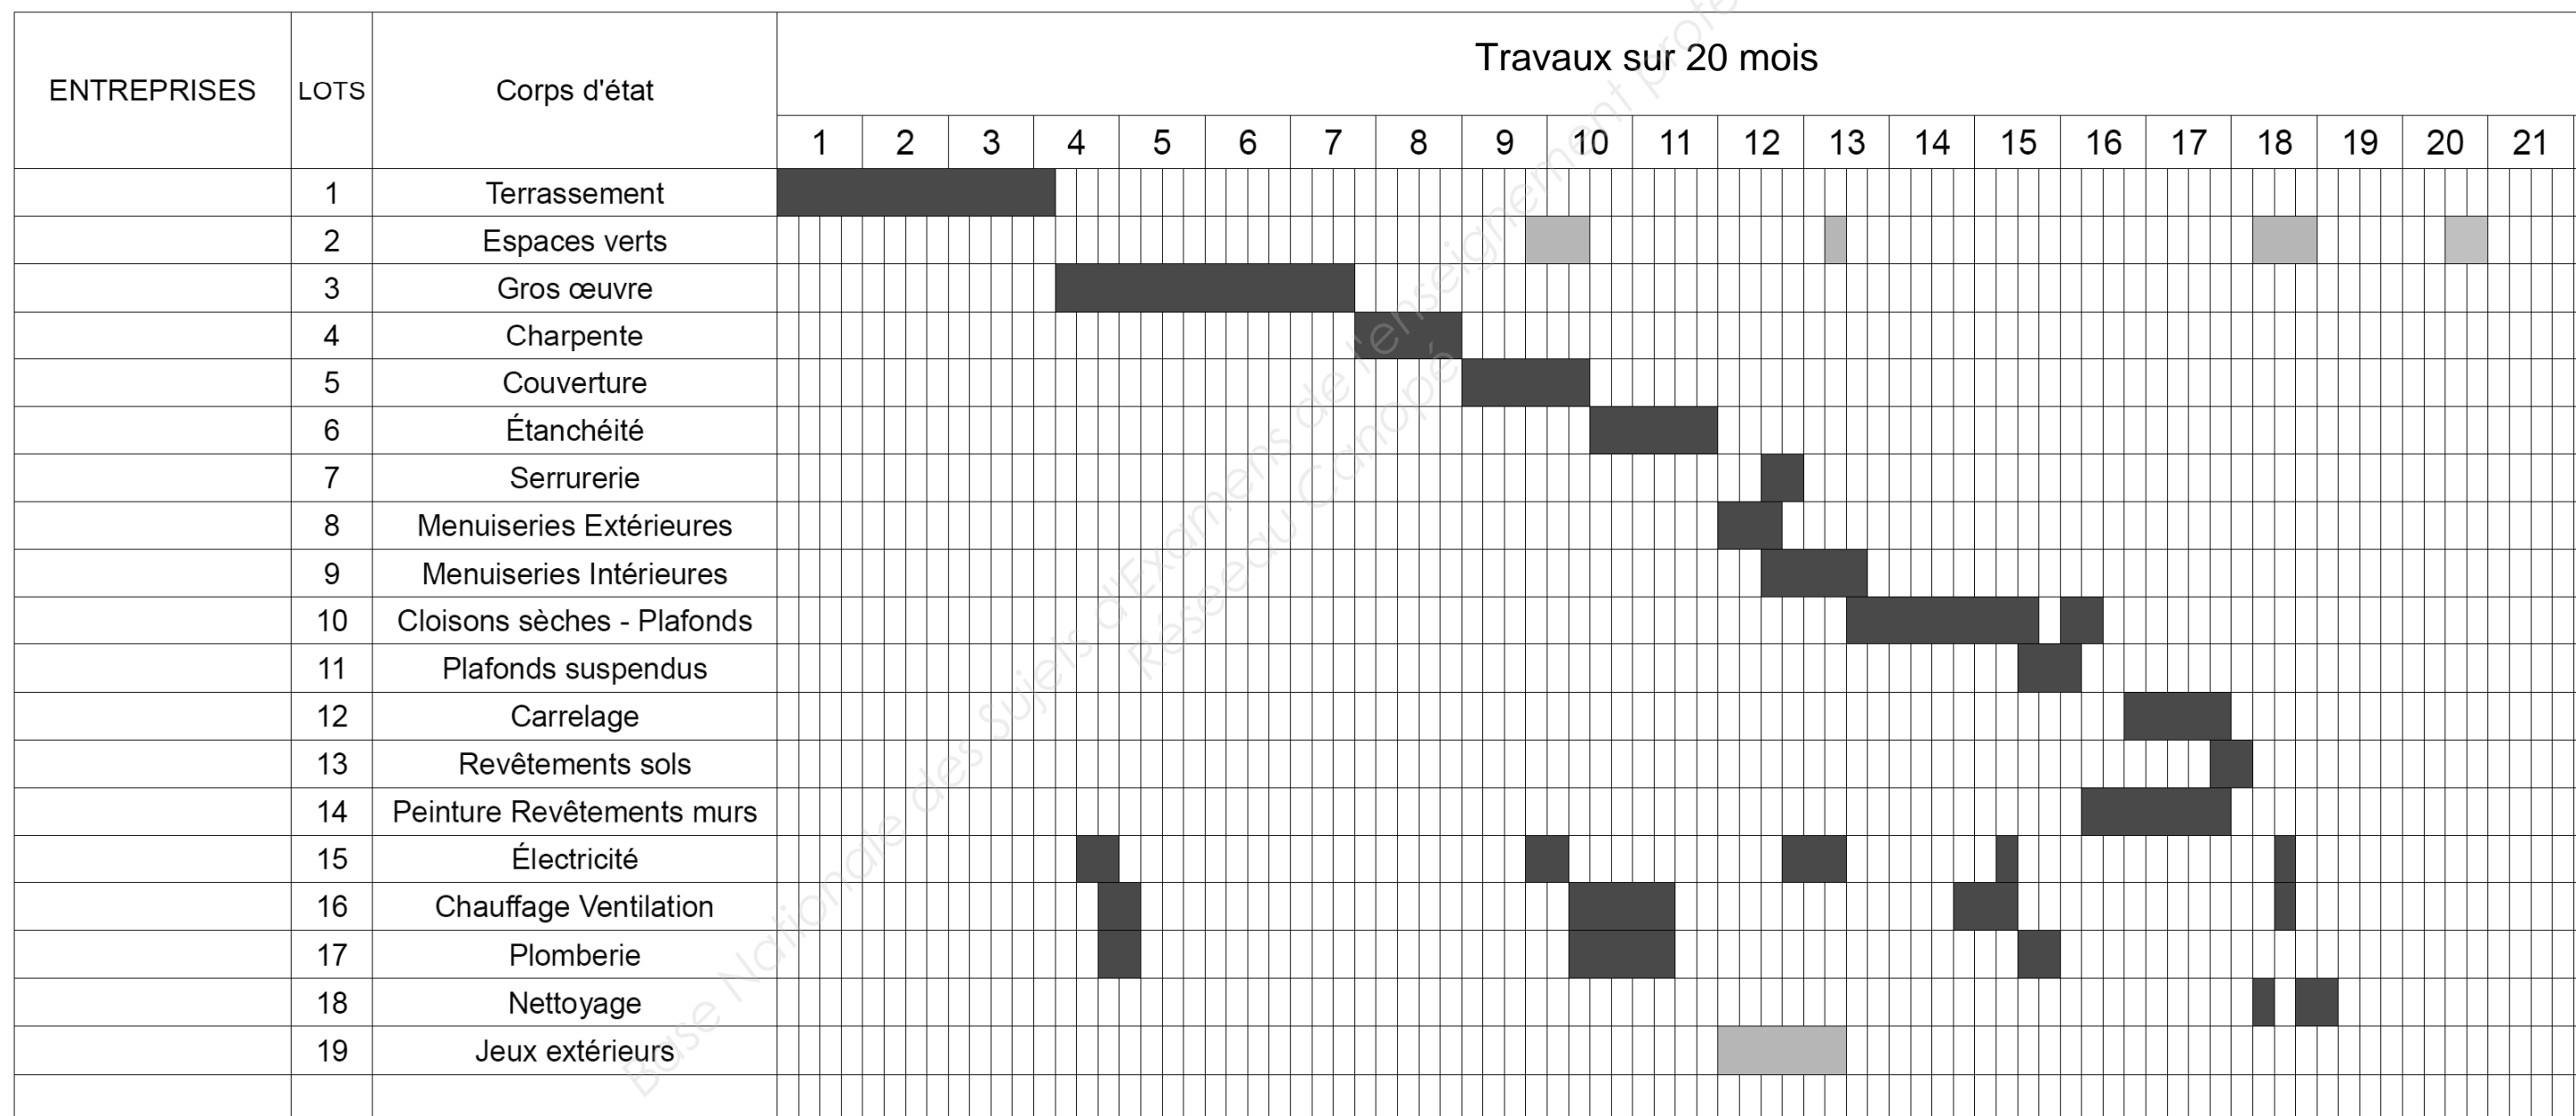 Travaux sur 20 mois
ENTREPRISES LOTS Corps d'état
1 2 3 4 5 6 7 8 9 10 11 12 13 14 15 16 17 18 19 20 21
1 Terrassement
2 Espaces verts
3 Gros œuvre
4 Charpente
5 Couverture
6 Étanchéité
7 Serrurerie
8 Menuiseries Extérieures
9 Menuiseries Intérieures
10 Cloisons sèches - Plafonds
11 Plafonds suspendus
12 Carrelage
13 Revêtements sols
14 Peinture Revêtements murs
15 Électricité
16 Chauffage Ventilation
17 Plomberie
18 Nettoyage
19 Jeux extérieurs
Base Nationale des Sujets d'Examens de l'enseignement profe
Réseau Canopé